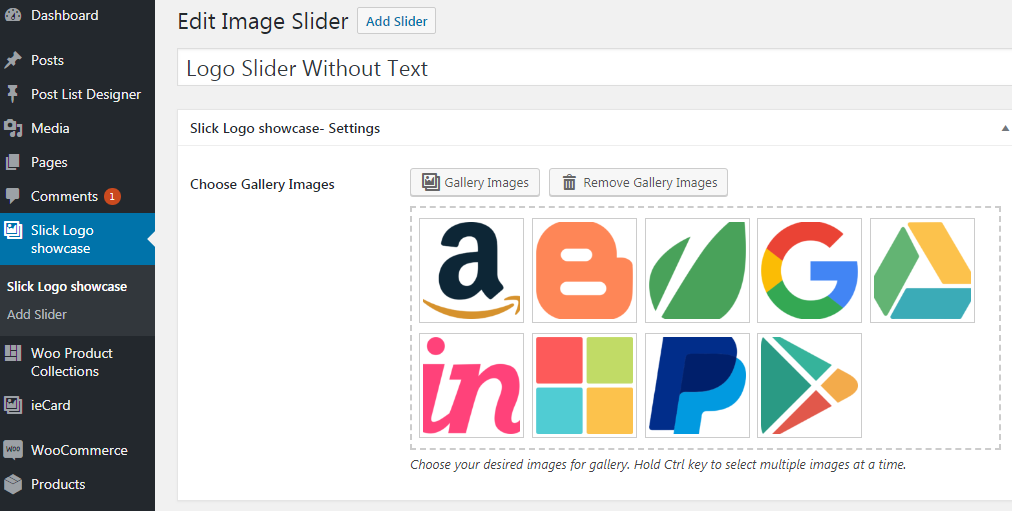 Dashboard
Posts
Post List Designer
Media
Pages
Comments 1
Slick Logo
showcase
Slick Logo showcase
Add Slider
Woo Product
Collections
ieCard
WOO
WooCommerce
Products
Edit Image Slider
Add Slider
Logo Slider Without Text
Slick Logo showcase- Settings
Choose Gallery Images
Gallery Images
Remove Gallery Images
a
G
in
P
Choose your desired images for gallery. Hold Ctrl key to select multiple images at a time.